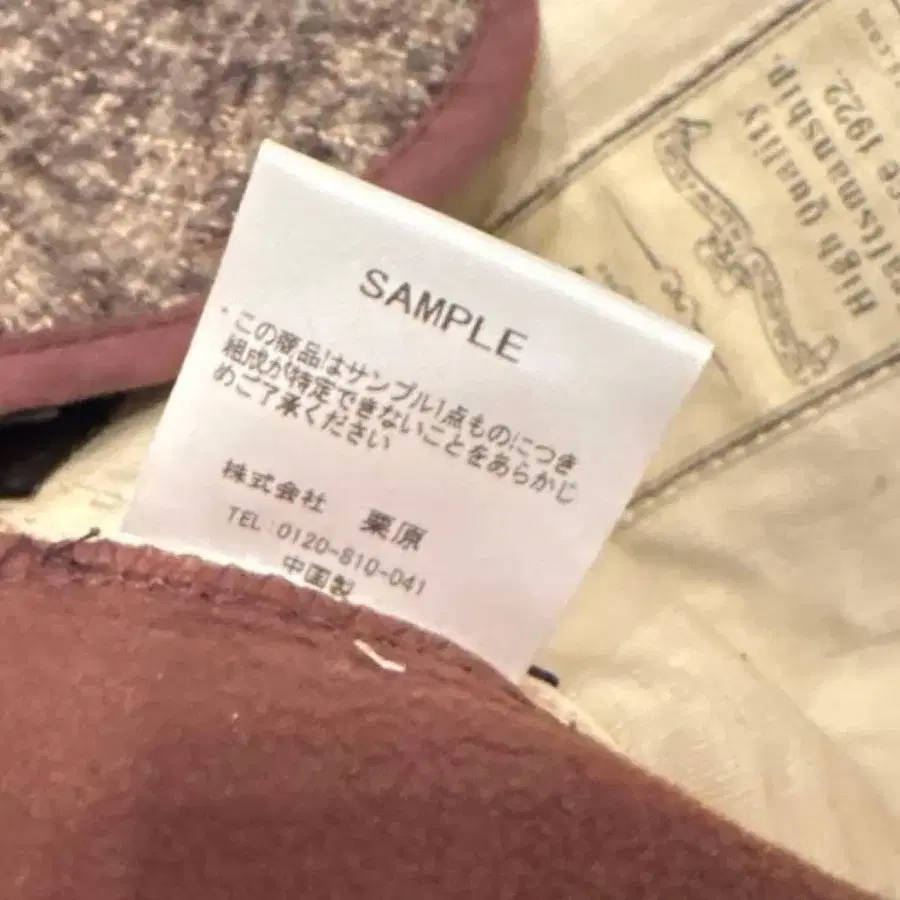 SAMPLE
・この商品はサンプル1点ものにつき
組成が特定できないことをあらかじ
めご了承ください
株式会社 栗原
TEL:0120-810-041
中国製
High Quality
aftsmanship.
ce 1922.